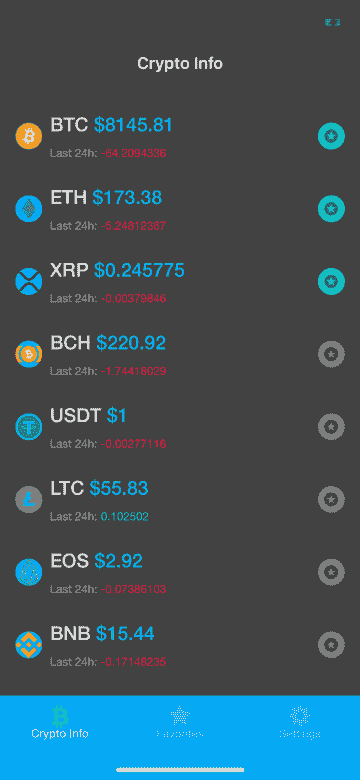 Crypto Info
BTC $8145.81
Last 24h: -64.2094336
ETH $173.38
Last 24h: -5.24812387
XRP $0.245775
Last 24h: -0.00379846
BCH $220.92
Last 24h: -1.74418029
USDT $1
Last 24h: -0.00277116
LTC $55.83
Last 24h: 0.102502
EOS $2.92
Last 24h: -0.07385103
BNB $15.44
Last 24h: -0.17148235
Crypto Info Favorites Settings